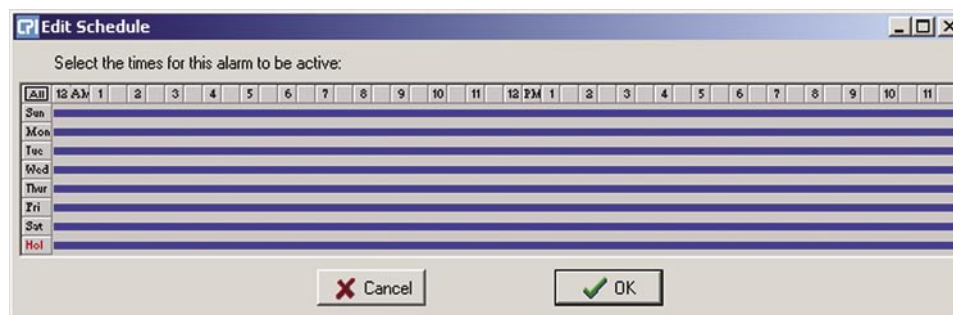 CPI Edit Schedule
Select the times for this alarm to be active:
All 12 AM 1 2 3 4 5 6 7 8 9 10 11 12 PM 1 2 3 4 5 6 7 8 9 10 11
Sun
Mon
Tue
Wed
Thur
Fri
Sat
Hol
Cancel OK